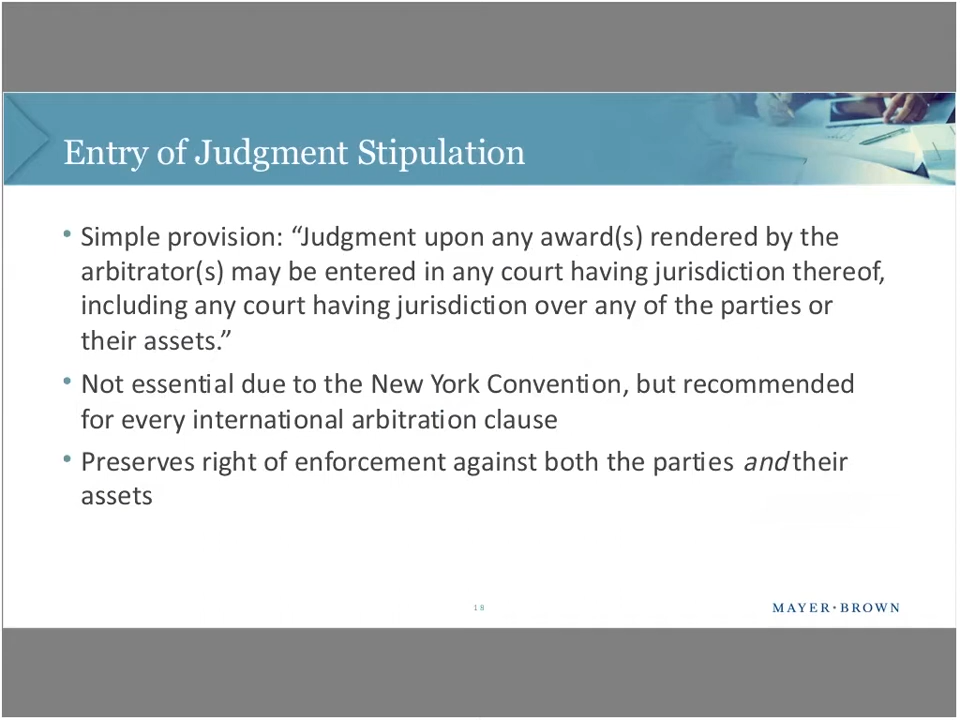 Entry of Judgment Stipulation
• Simple provision: “Judgment upon any award(s) rendered by the
arbitrator(s) may be entered in any court having jurisdiction thereof,
including any court having jurisdiction over any of the parties or
their assets.”
• Not essential due to the New York Convention, but recommended
for every international arbitration clause
• Preserves right of enforcement against both the parties and their
assets
18
MAYER•BROWN